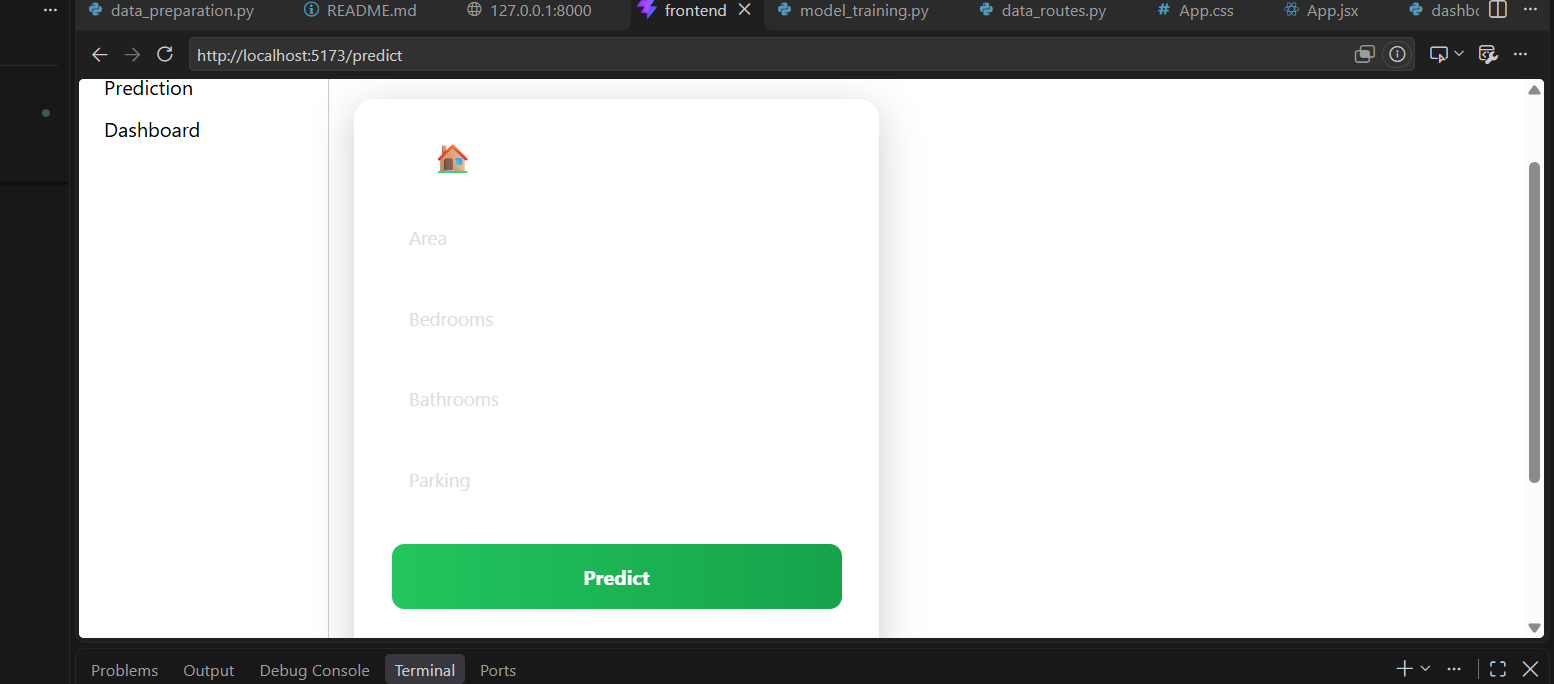 data_preparation.py README.md 127.0.0.1:8000 frontend model_training.py data_routes.py # App.css App.jsx dashbo
http://localhost:5173/predict
Prediction
Dashboard
Area
Bedrooms
Bathrooms
Parking
Predict
Problems Output Debug Console Terminal Ports